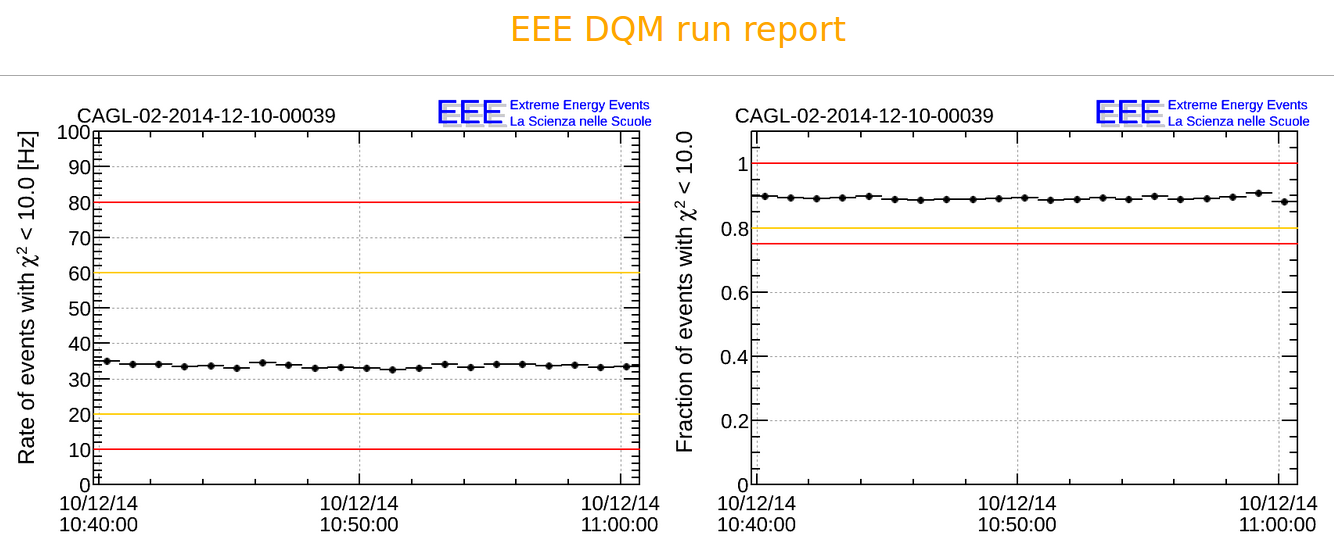 EEE DQM run report
CAGL-02-2014-12-10-00039
EEE Extreme Energy Events
La Scienza nelle Scuole
Rate of events with χ² < 10.0 [Hz]
100
90
80
70
60
50
40
30
20
10
0
10/12/14 10/12/14 10/12/14
10:40:00 10:50:00 11:00:00
CAGL-02-2014-12-10-00039
EEE Extreme Energy Events
La Scienza nelle Scuole
Fraction of events with χ² < 10.0
1
0.8
0.6
0.4
0.2
0
10/12/14 10/12/14 10/12/14
10:40:00 10:50:00 11:00:00